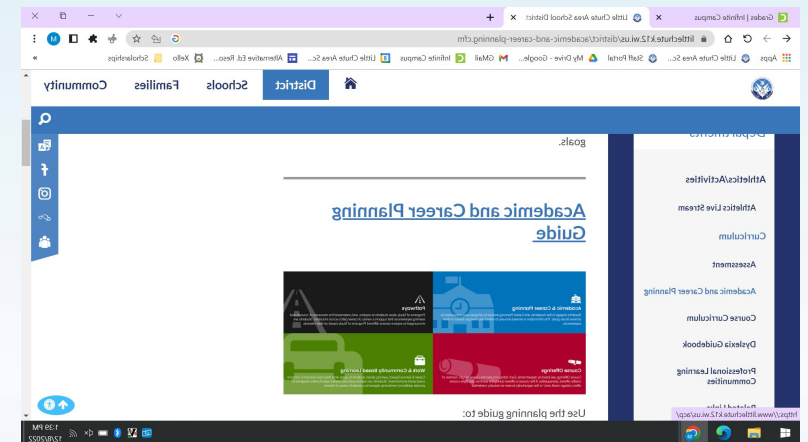 Grades | Infinite Campus
Little Chute Area School District
littlechute.k12.wi.us/district/academic-and-career-planning.cfm
M
Apps
Little Chute Area Sc...
Staff Portal
My Drive - Google...
GMail
Infinite Campus
Little Chute Area Sc...
Alternative Ed. Reso...
Xello
Scholarships
»
District
Schools
Families
Community
Departments
Athletics/Activities
Athletics Live Stream
Curriculum
Assessment
Academic and Career Planning
Course Curriculum
Dyslexia Guidebook
Professional Learning
Communities
Related Links
goals.
Academic and Career Planning
Guide
Academic & Career Planning
Pathways
Course Offerings
Work & Community Based Learning
Use the planning guide to:
https://www.littlechute.k12.wi.us/acp/
1:39 PM
12/8/2022